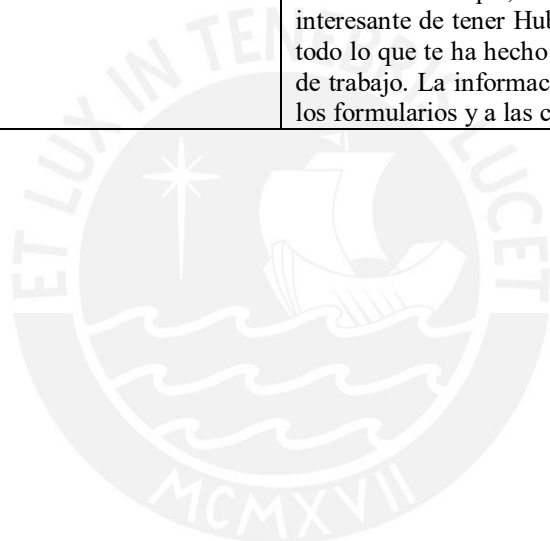 interesante de tener Hub
todo lo que te ha hecho
de trabajo. La informac
los formularios y a las c
ET LUX IN TENEBRIS LUCET
MCMXVII